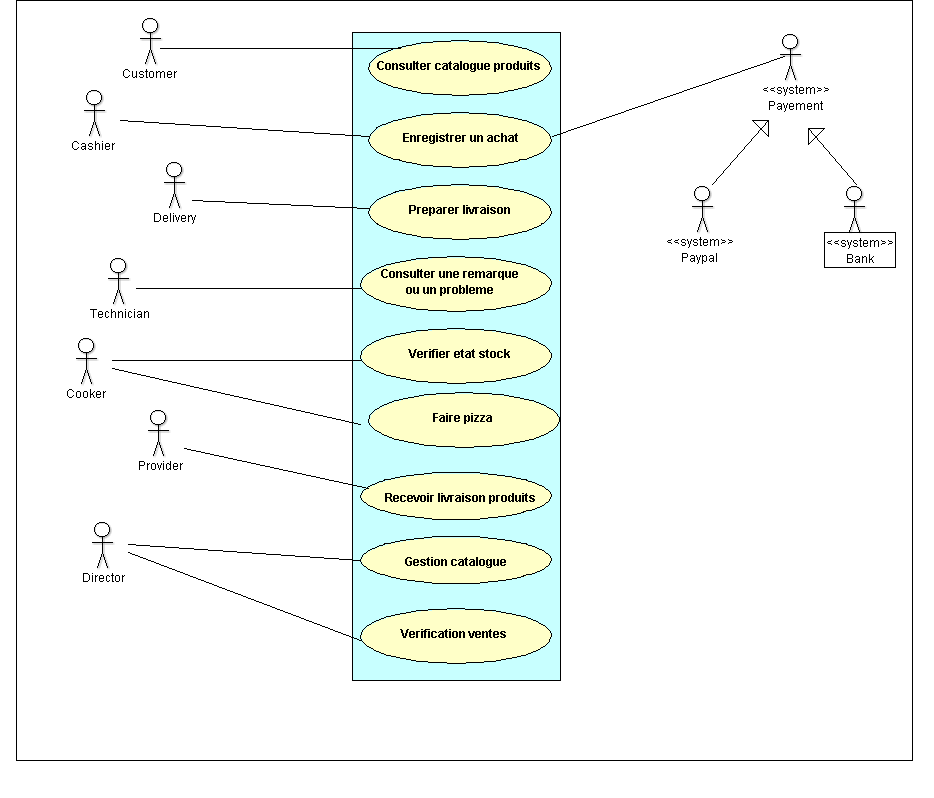 Customer
Cashier
Delivery
Technician
Cooker
Provider
Director
Consulter catalogue produits
Enregistrer un achat
Preparer livraison
Consulter une remarque
ou un probleme
Verifier etat stock
Faire pizza
Recevoir livraison produits
Gestion catalogue
Verification ventes
<<system>>
Payement
<<system>>
Paypal
<<system>>
Bank